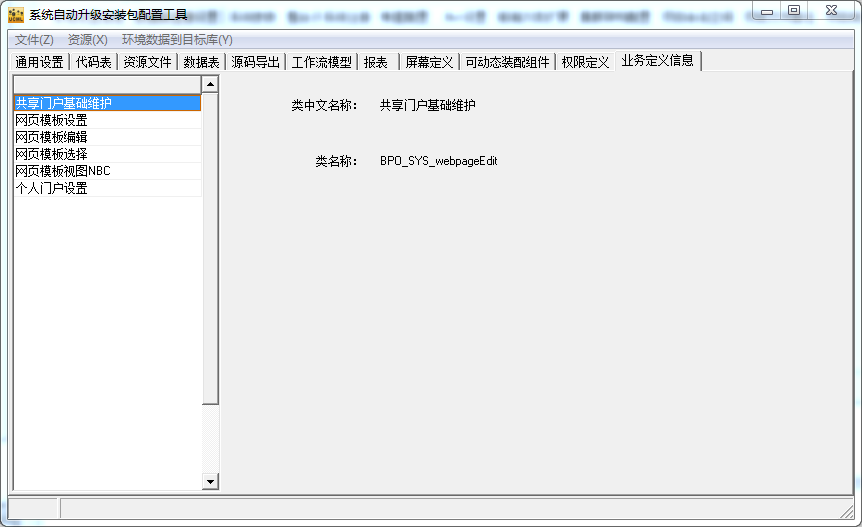 系统自动升级安装包配置工具
文件(Z) 资源(X) 环境数据到目标库(Y)
通用设置 代码表 资源文件 数据表 源码导出 工作流模型 报表 屏幕定义 可动态装配组件 权限定义 业务定义信息
共享门户基础维护
网页模板设置
网页模板编辑
网页模板选择
网页模板视图NBC
个人门户设置
类中文名称： 共享门户基础维护
类名称： BPO_SYS_webpageEdit